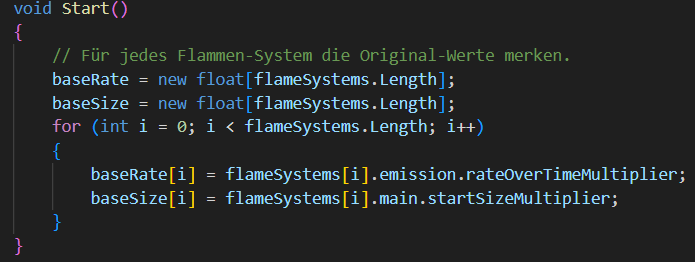 void Start()
{
// Für jedes Flammen-System die Original-Werte merken.
baseRate = new float[flameSystems.Length];
baseSize = new float[flameSystems.Length];
for (int i = 0; i < flameSystems.Length; i++)
{
baseRate[i] = flameSystems[i].emission.rateOverTimeMultiplier;
baseSize[i] = flameSystems[i].main.startSizeMultiplier;
}
}